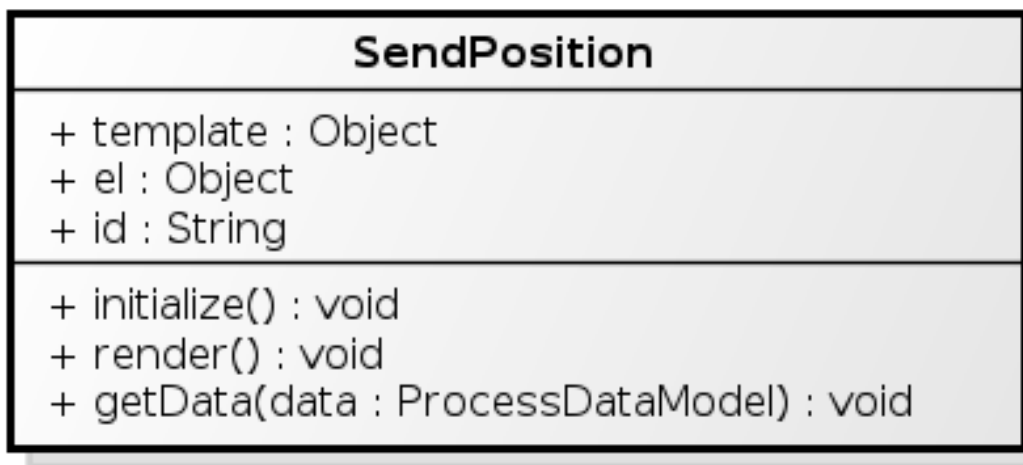 SendPosition
+ template : Object
+ el : Object
+ id : String
+ initialize() : void
+ render() : void
+ getData(data : ProcessDataModel) : void